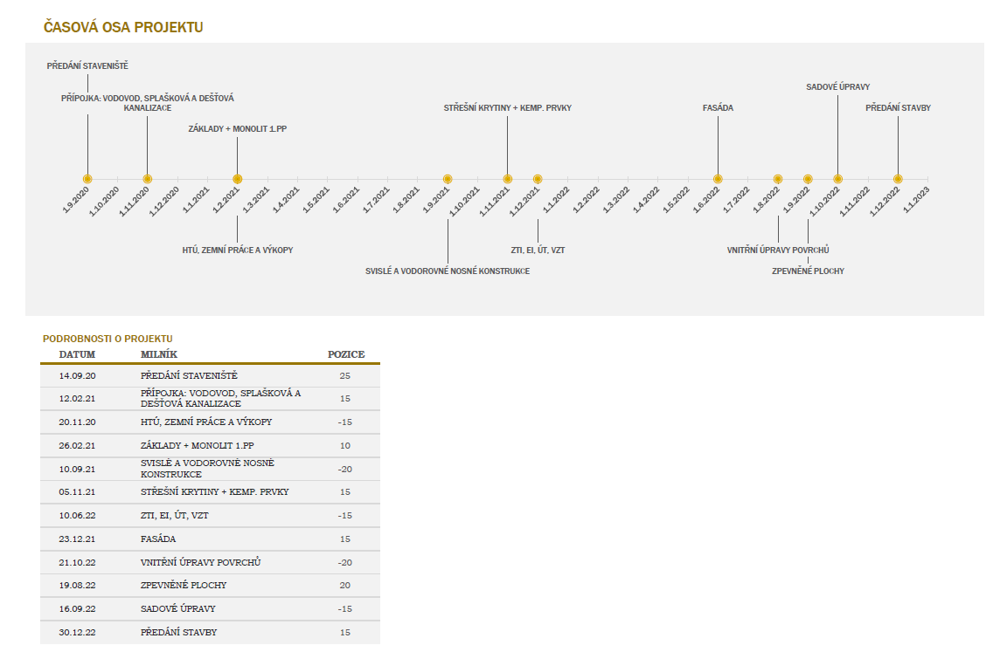 ČASOVÁ OSA PROJEKTU
PŘEDÁNÍ STAVENIŠTĚ
SADOVÉ ÚPRAVY
PŘÍPOJKA: VODOVOD, SPLAŠKOVÁ A DEŠŤOVÁ
KANALIZACE
STŘEŠNÍ KRYTINY + KEMP. PRVKY
FASÁDA
PŘEDÁNÍ STAVBY
ZÁKLADY + MONOLIT 1.PP
1.9.2020
1.10.2020
1.11.2020
1.12.2020
1.1.2021
1.2.2021
1.3.2021
1.4.2021
1.5.2021
1.6.2021
1.7.2021
1.8.2021
1.9.2021
1.10.2021
1.11.2021
1.12.2021
1.1.2022
1.2.2022
1.3.2022
1.4.2022
1.5.2022
1.6.2022
1.7.2022
1.8.2022
1.9.2022
1.10.2022
1.11.2022
1.12.2022
1.1.2023
HTÚ, ZEMNÍ PRÁCE A VÝKOPY
ZTI, EI, ÚT, VZT
VNITŘNÍ ÚPRAVY POVRCHŮ
SVISLÉ A VODOROVNÉ NOSNÉ KONSTRUKCE
ZPEVNĚNÉ PLOCHY
PODROBNOSTI O PROJEKTU
DATUM MILNÍK POZICE
14.09.20 PŘEDÁNÍ STAVENIŠTĚ 25
12.02.21 PŘÍPOJKA: VODOVOD, SPLAŠKOVÁ A
DEŠŤOVÁ KANALIZACE 15
20.11.20 HTÚ, ZEMNÍ PRÁCE A VÝKOPY -15
26.02.21 ZÁKLADY + MONOLIT 1.PP 10
10.09.21 SVISLÉ A VODOROVNÉ NOSNÉ
KONSTRUKCE -20
05.11.21 STŘEŠNÍ KRYTINY + KEMP. PRVKY 15
10.06.22 ZTI, EI, ÚT, VZT -15
23.12.21 FASÁDA 15
21.10.22 VNITŘNÍ ÚPRAVY POVRCHŮ -20
19.08.22 ZPEVNĚNÉ PLOCHY 20
16.09.22 SADOVÉ ÚPRAVY -15
30.12.22 PŘEDÁNÍ STAVBY 15